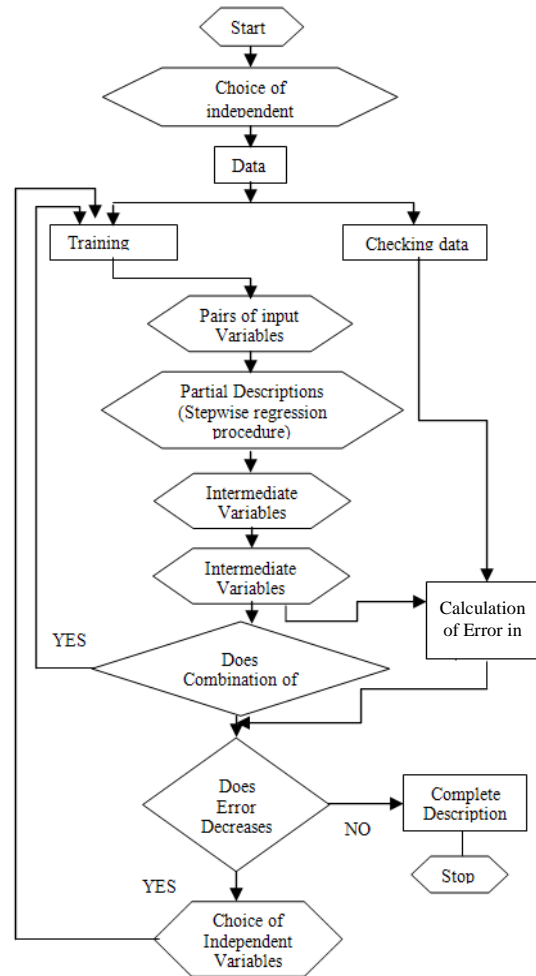 Start
Choice of
independent
Data
Training
Checking data
Pairs of input
Variables
Partial Descriptions
(Stepwise regression
procedure)
Intermediate
Variables
Intermediate
Variables
Calculation
of Error in
YES
Does
Combination of
Does
Error
Decreases
NO
Complete
Description
Stop
YES
Choice of
Independent
Variables